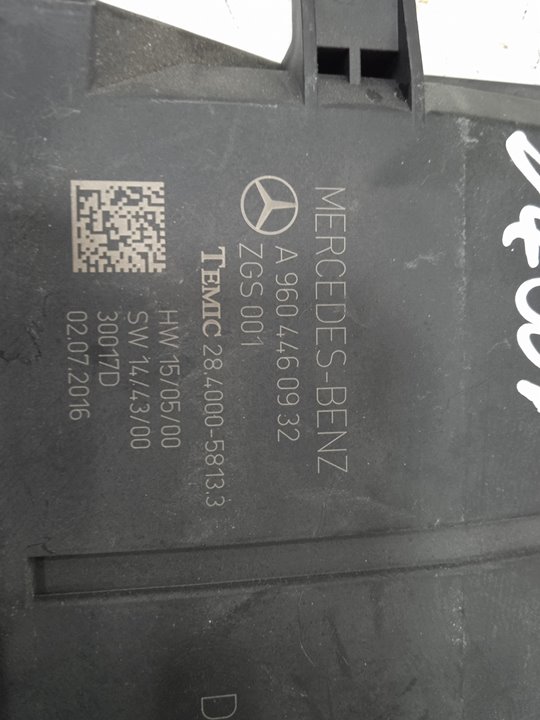 MERCEDES-BENZ
A 960 446 09 32
ZGS 001
TEMIC 28.4000-5813.3
HW 15/05/00
SW 14/43/00
30017D
02.07.2016
D